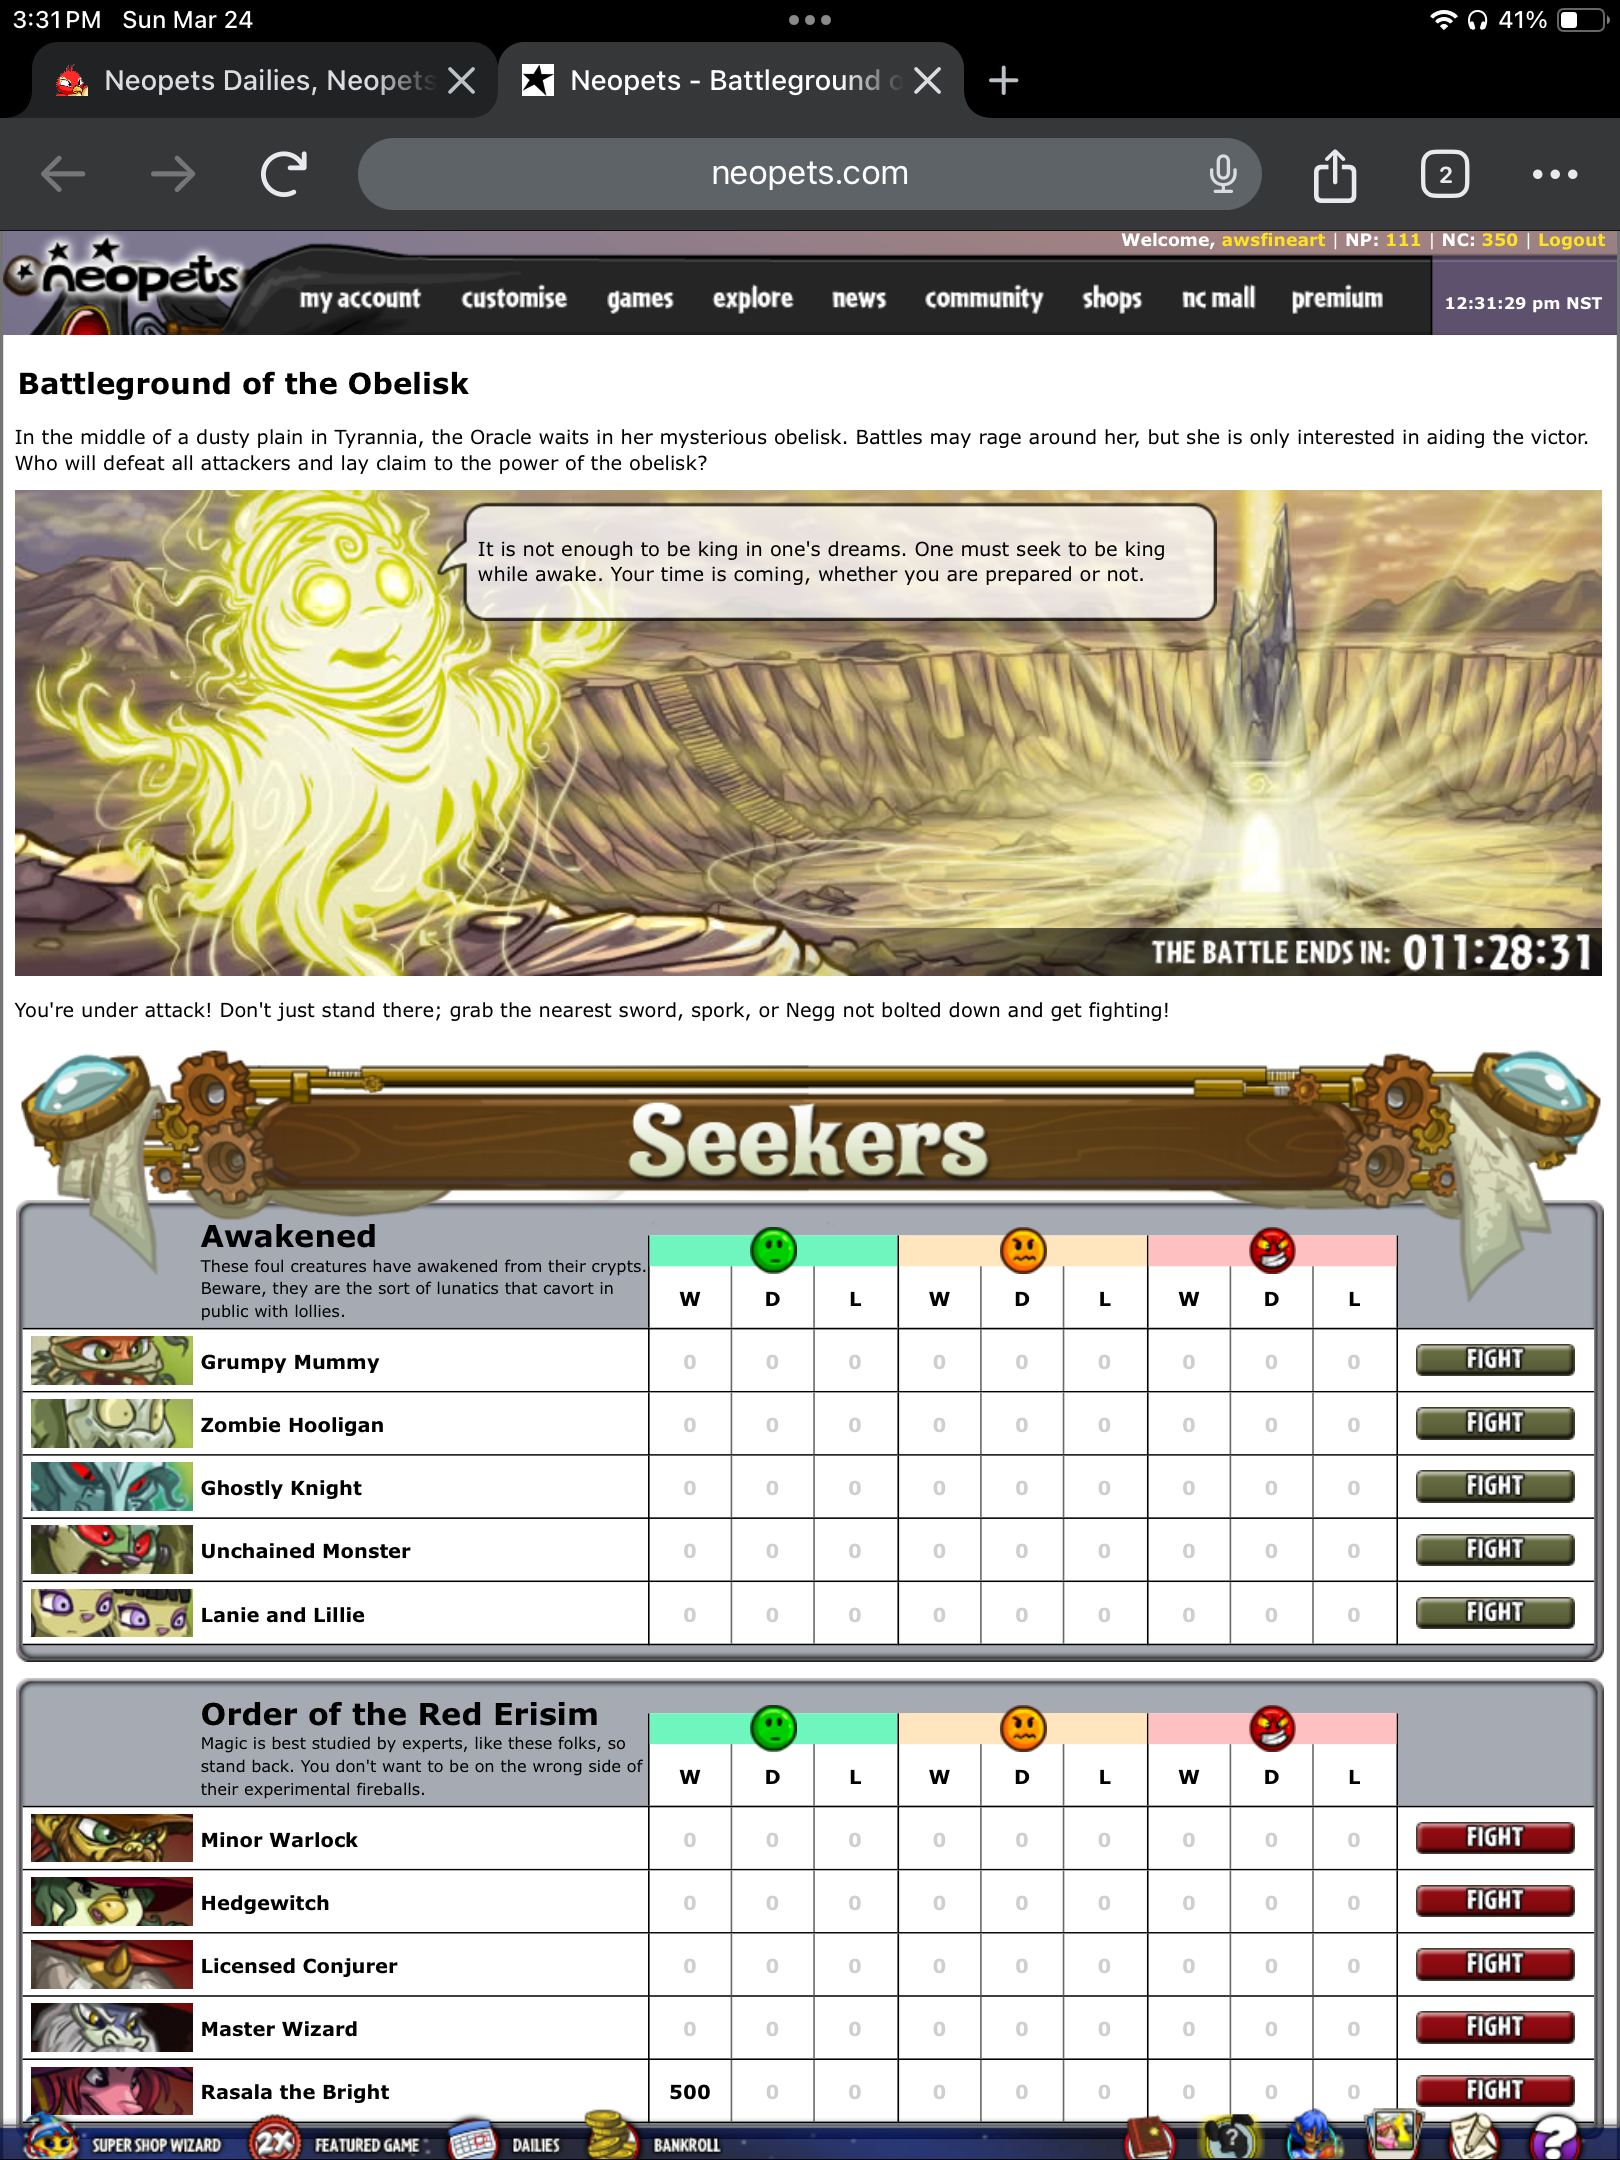 3:31 PM Sun Mar 24
41%
Neopets Dailies, Neopets
Neopets - Battleground o
neopets.com
2
Welcome, awsfineart | NP: 111 | NC: 350 | Logout
neopets
my account customise games explore news community shops nc mall premium
12:31:29 pm NST
Battleground of the Obelisk
In the middle of a dusty plain in Tyrannia, the Oracle waits in her mysterious obelisk. Battles may rage around her, but she is only interested in aiding the victor.
Who will defeat all attackers and lay claim to the power of the obelisk?
It is not enough to be king in one's dreams. One must seek to be king
while awake. Your time is coming, whether you are prepared or not.
THE BATTLE ENDS IN: 011:28:31
You're under attack! Don't just stand there; grab the nearest sword, spork, or Negg not bolted down and get fighting!
Seekers
Awakened
These foul creatures have awakened from their crypts.
Beware, they are the sort of lunatics that cavort in
public with lollies.
W D L W D L W D L
Grumpy Mummy 0 0 0 0 0 0 0 0 0 FIGHT
Zombie Hooligan 0 0 0 0 0 0 0 0 0 FIGHT
Ghostly Knight 0 0 0 0 0 0 0 0 0 FIGHT
Unchained Monster 0 0 0 0 0 0 0 0 0 FIGHT
Lanie and Lillie 0 0 0 0 0 0 0 0 0 FIGHT
Order of the Red Erisim
Magic is best studied by experts, like these folks, so
stand back. You don't want to be on the wrong side of
their experimental fireballs.
W D L W D L W D L
Minor Warlock 0 0 0 0 0 0 0 0 0 FIGHT
Hedgewitch 0 0 0 0 0 0 0 0 0 FIGHT
Licensed Conjurer 0 0 0 0 0 0 0 0 0 FIGHT
Master Wizard 0 0 0 0 0 0 0 0 0 FIGHT
Rasala the Bright 500 0 0 0 0 0 0 0 0 FIGHT
SUPER SHOP WIZARD 2X FEATURED GAME DAILIES BANKROLL ? ?